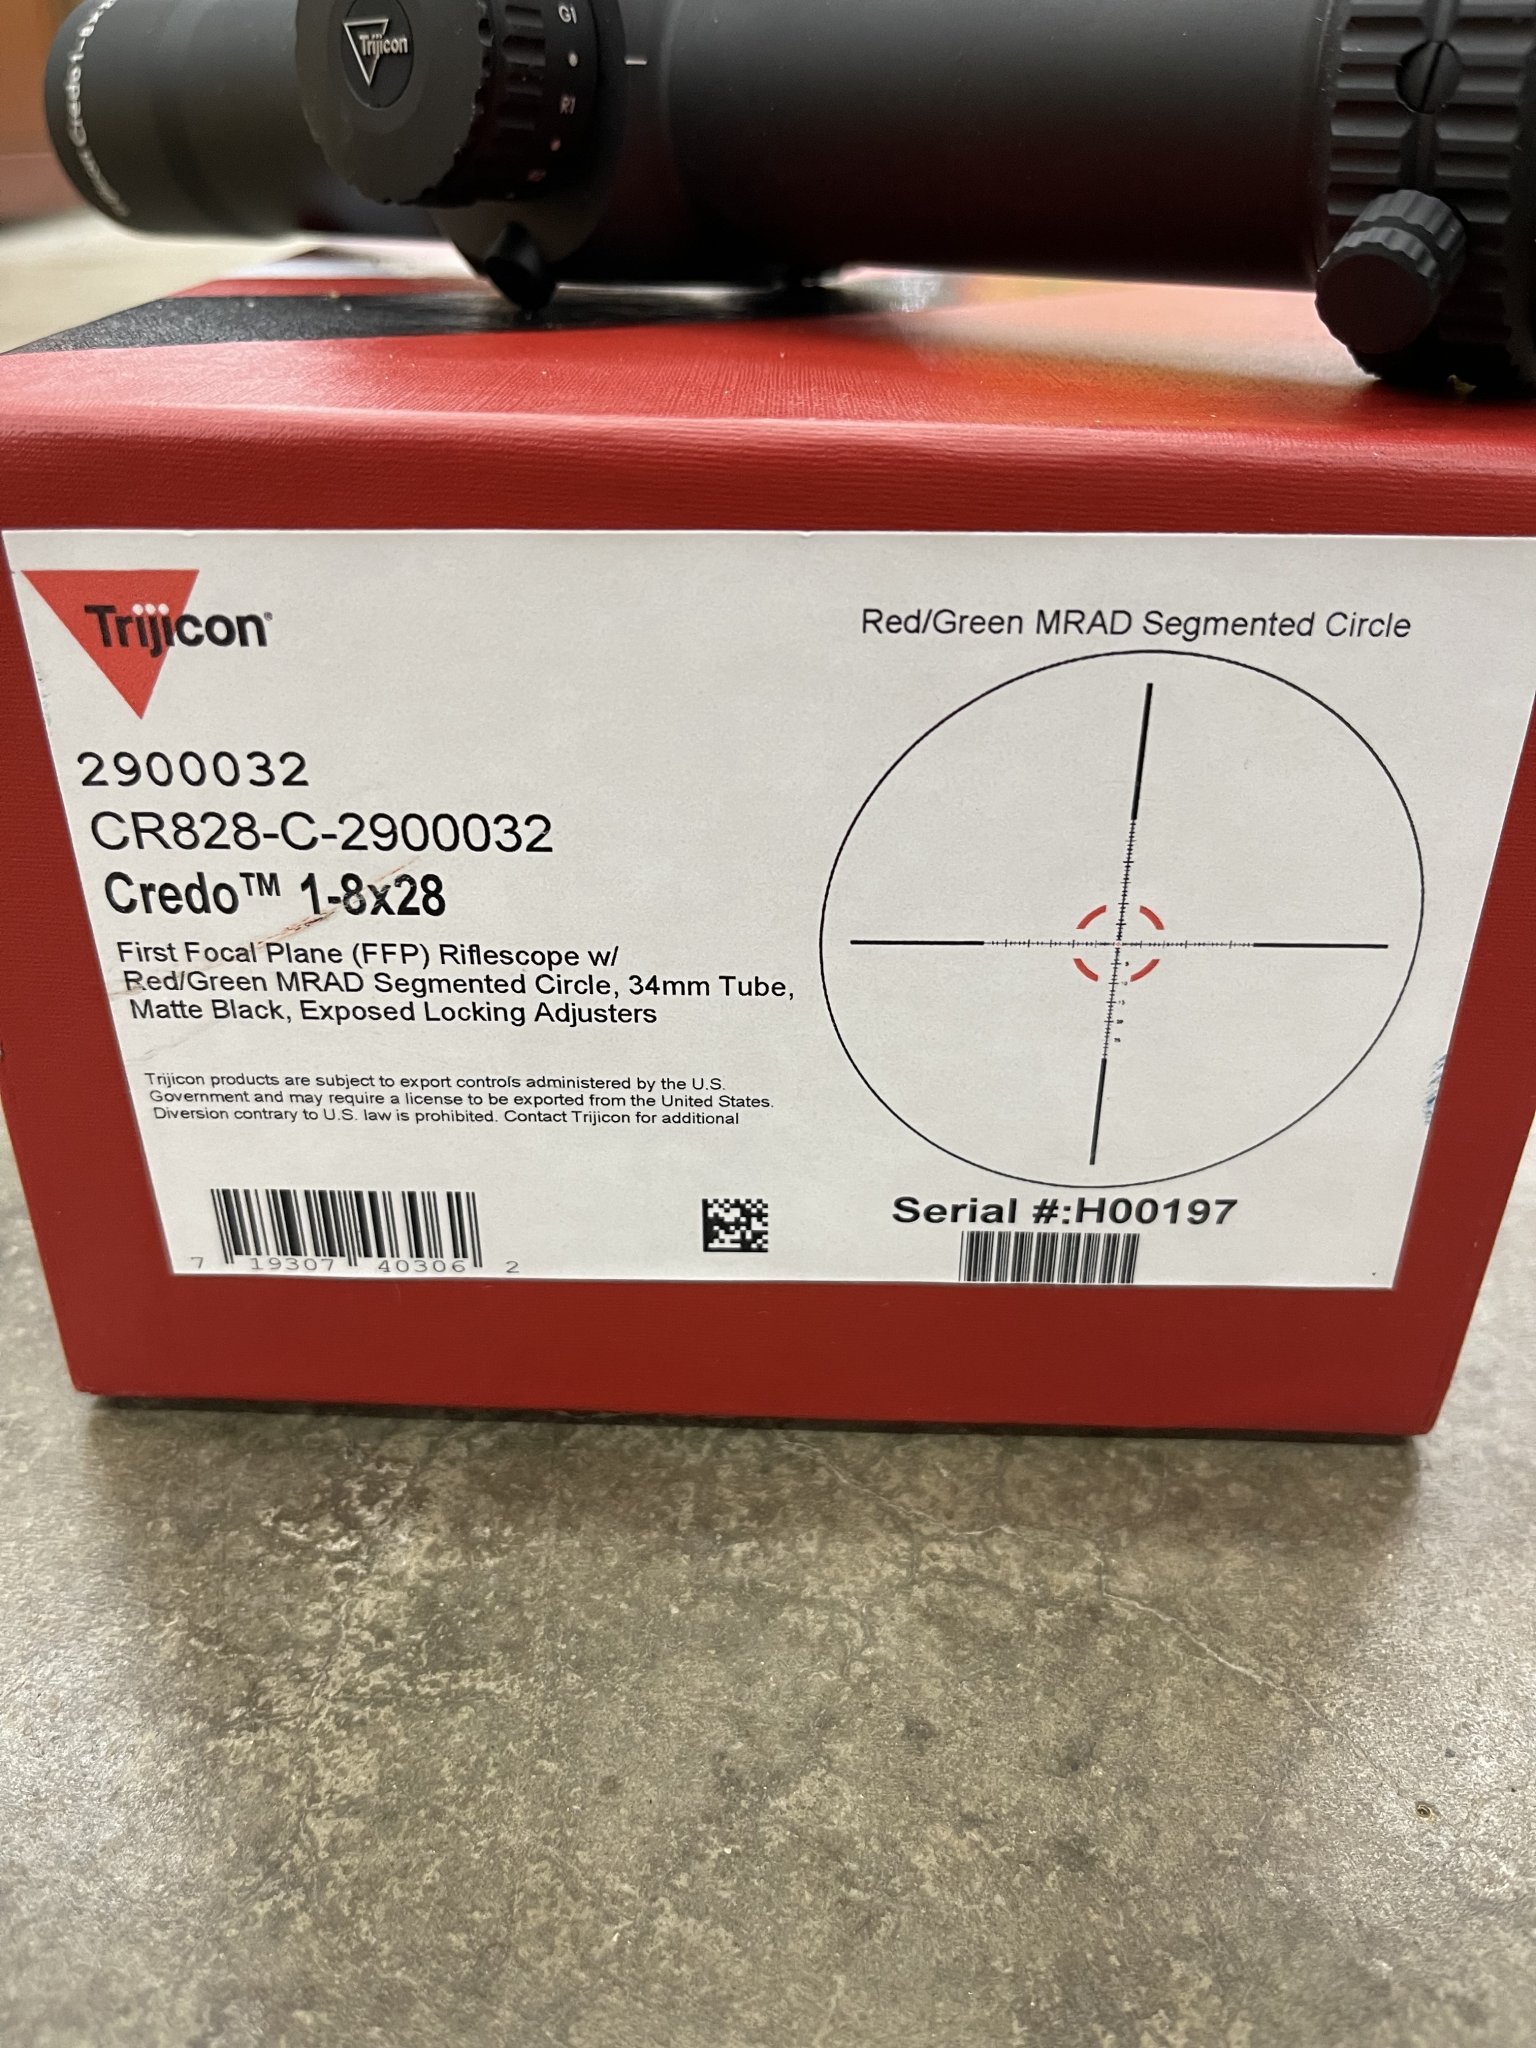 Trijicon
G1
R1
Credo 1-8x
Trijicon®
Red/Green MRAD Segmented Circle
2900032
CR828-C-2900032
Credo™ 1-8x28
First Focal Plane (FFP) Riflescope w/
Red/Green MRAD Segmented Circle, 34mm Tube,
Matte Black, Exposed Locking Adjusters
Trijicon products are subject to export controls administered by the U.S.
Government and may require a license to be exported from the United States.
Diversion contrary to U.S. law is prohibited. Contact Trijicon for additional
Serial #:H00197
7 19307 40306 2